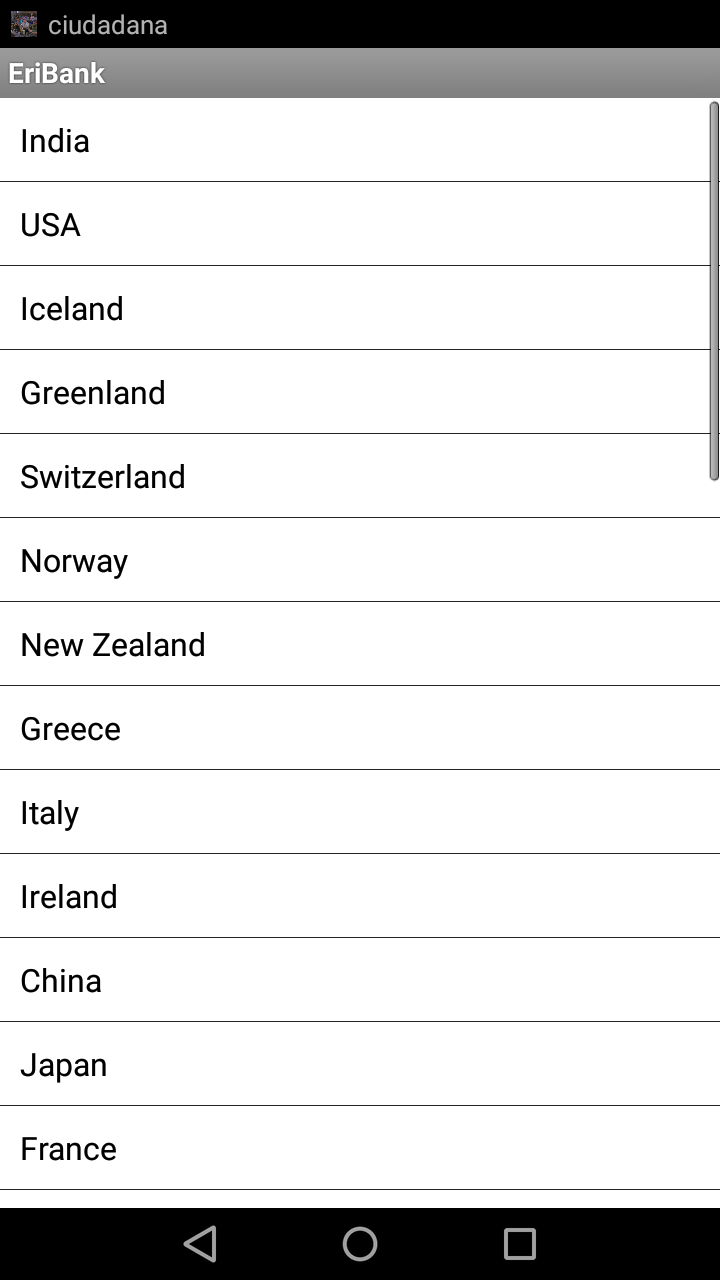 ciudadana
EriBank
India
USA
Iceland
Greenland
Switzerland
Norway
New Zealand
Greece
Italy
Ireland
China
Japan
France